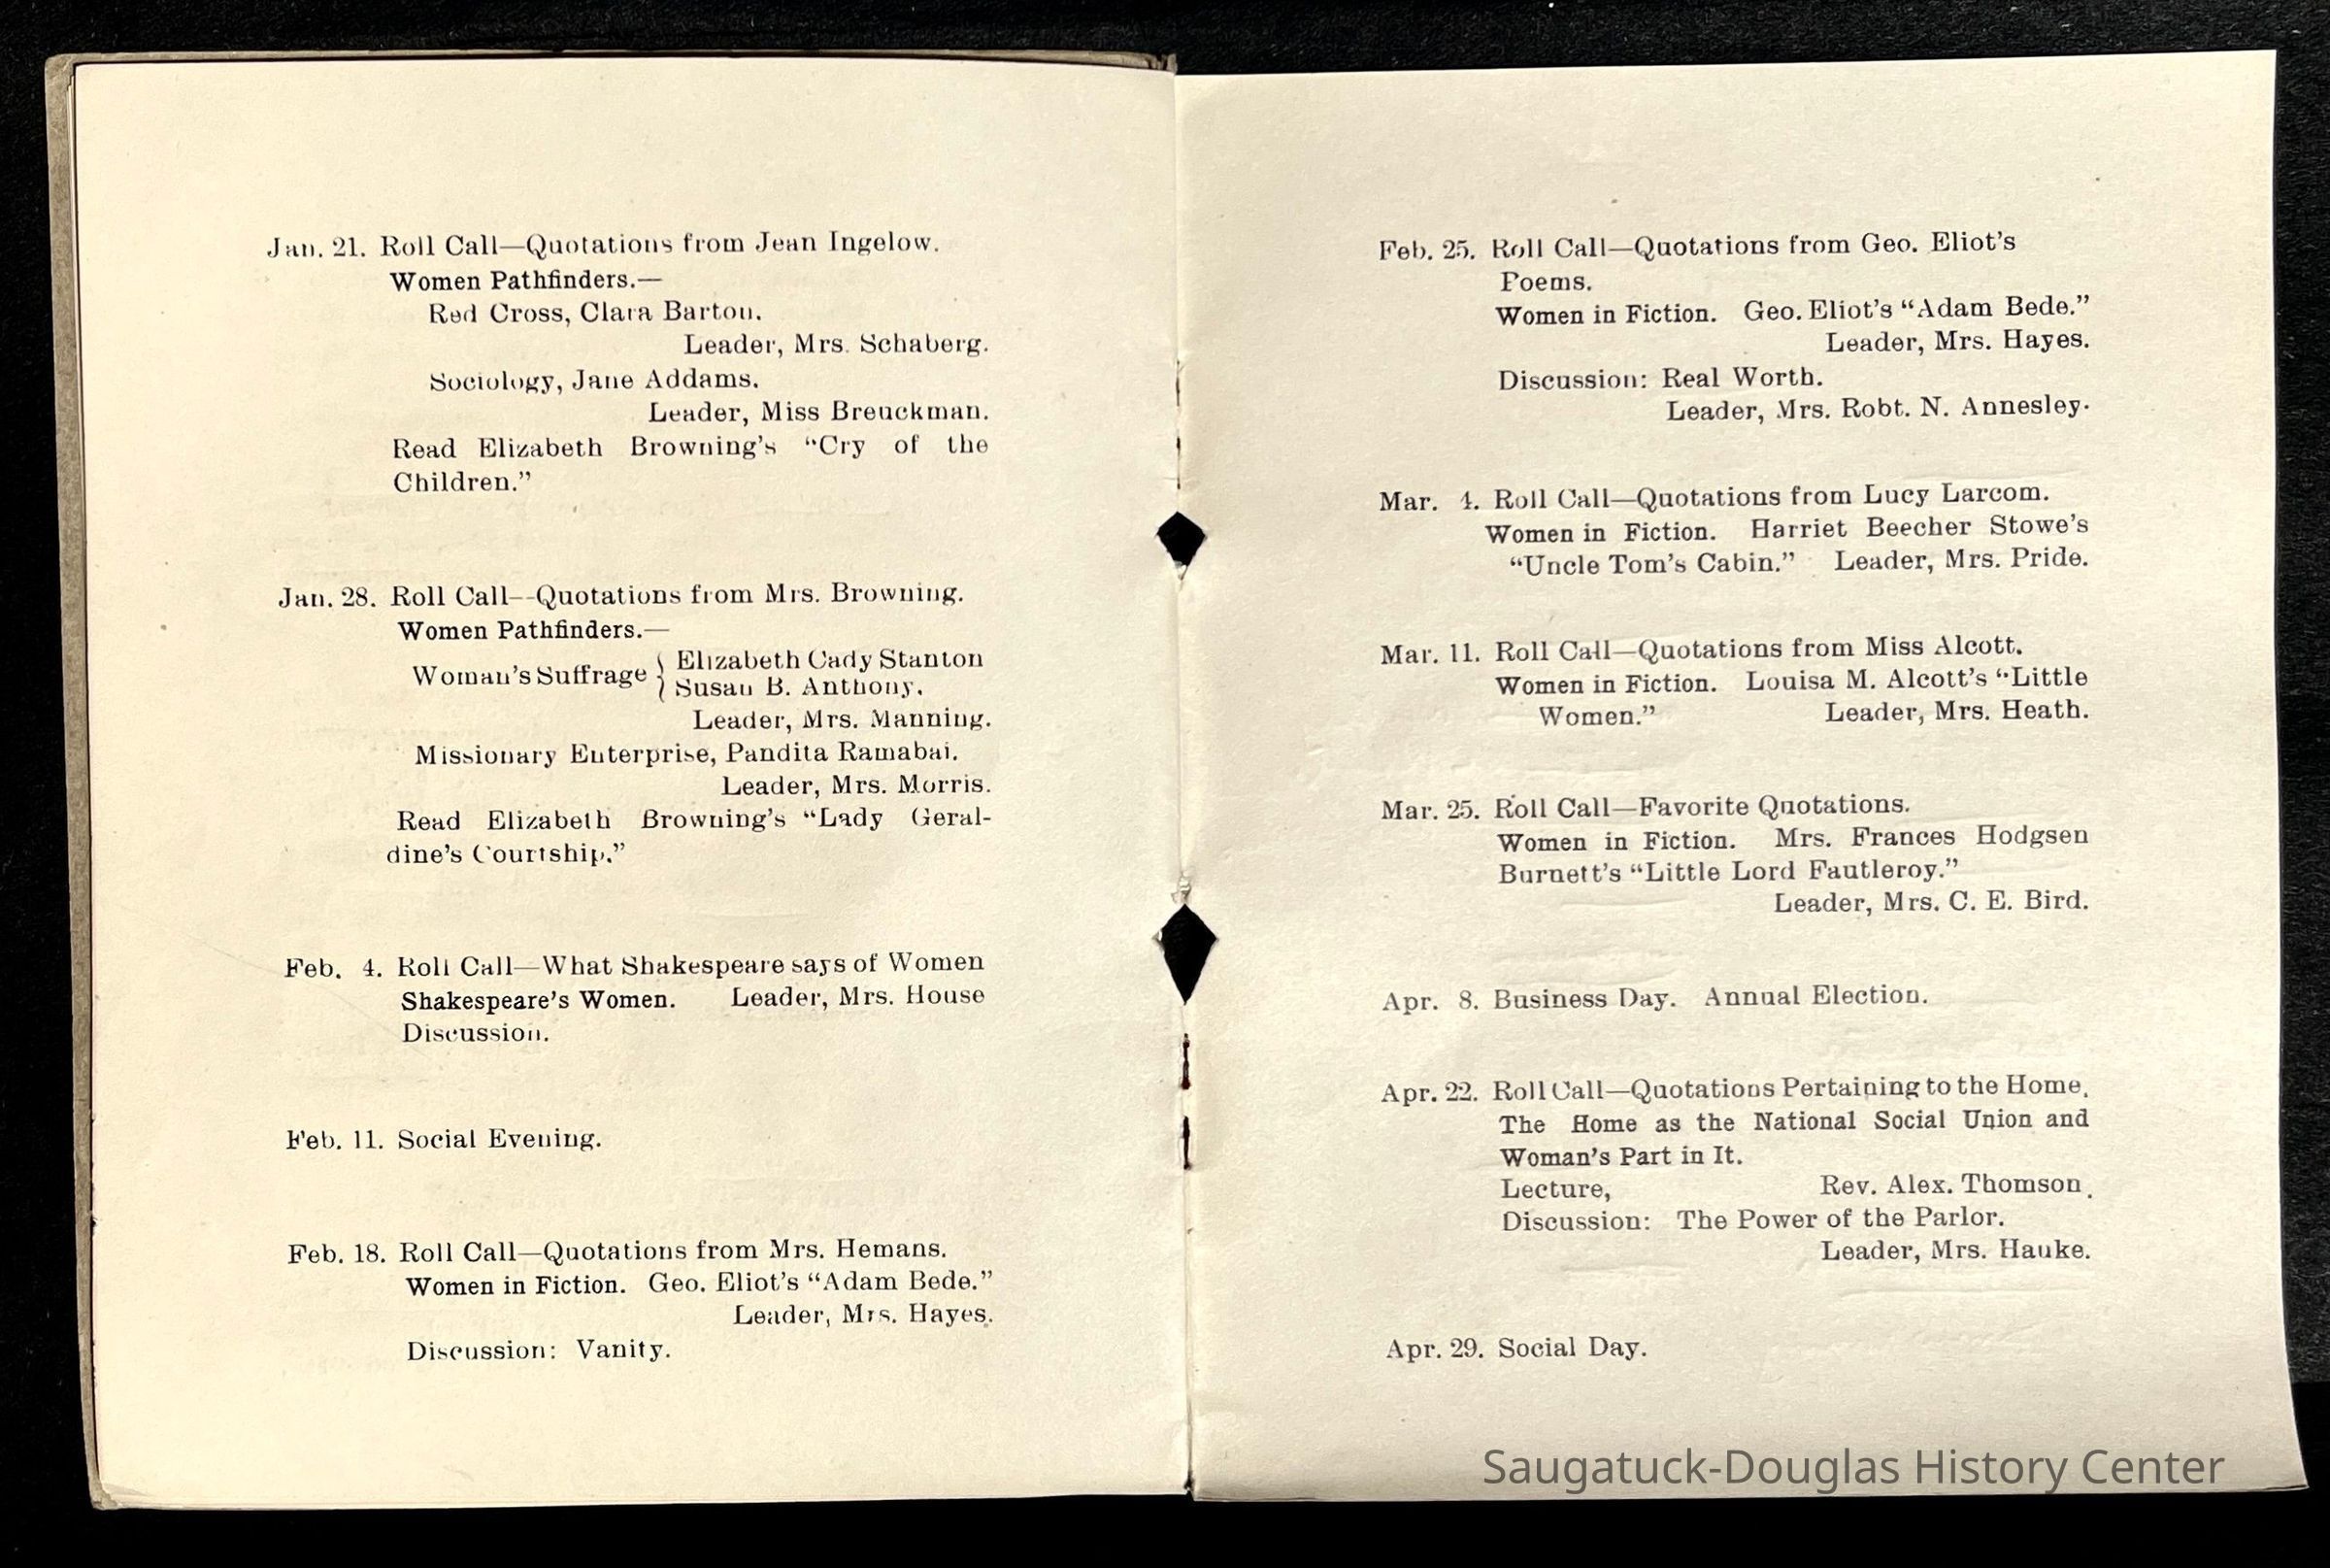 Jan. 21. Roll Call—Quotations from Jean Ingelow.
Women Pathfinders.—
Red Cross, Clara Barton.
Leader, Mrs. Schaberg.
Sociology, Jane Addams.
Leader, Miss Breuckman.
Read Elizabeth Browning's “Cry of the
Children.”
Jan. 28. Roll Call--Quotations from Mrs. Browning.
Women Pathfinders.—
Woman's Suffrage { Elizabeth Cady Stanton
Susan B. Anthony.
Leader, Mrs. Manning.
Missionary Enterprise, Pandita Ramabai.
Leader, Mrs. Morris.
Read Elizabeth Browning's “Lady Geral-
dine's Courtship.”
Feb. 4. Roll Call—What Shakespeare says of Women
Shakespeare's Women. Leader, Mrs. House
Discussion.
Feb. 11. Social Evening.
Feb. 18. Roll Call—Quotations from Mrs. Hemans.
Women in Fiction. Geo. Eliot's “Adam Bede.”
Leader, Mrs. Hayes.
Discussion: Vanity.
Feb. 25. Roll Call—Quotations from Geo. Eliot's
Poems.
Women in Fiction. Geo. Eliot's “Adam Bede.”
Leader, Mrs. Hayes.
Discussion: Real Worth.
Leader, Mrs. Robt. N. Annesley.
Mar. 4. Roll Call—Quotations from Lucy Larcom.
Women in Fiction. Harriet Beecher Stowe's
“Uncle Tom's Cabin.” Leader, Mrs. Pride.
Mar. 11. Roll Call—Quotations from Miss Alcott.
Women in Fiction. Louisa M. Alcott's “Little
Women.” Leader, Mrs. Heath.
Mar. 25. Roll Call—Favorite Quotations.
Women in Fiction. Mrs. Frances Hodgsen
Burnett's “Little Lord Fautleroy.”
Leader, Mrs. C. E. Bird.
Apr. 8. Business Day. Annual Election.
Apr. 22. Roll Call—Quotations Pertaining to the Home.
The Home as the National Social Union and
Woman's Part in It.
Lecture, Rev. Alex. Thomson.
Discussion: The Power of the Parlor.
Leader, Mrs. Hauke.
Apr. 29. Social Day.
Saugatuck-Douglas History Center